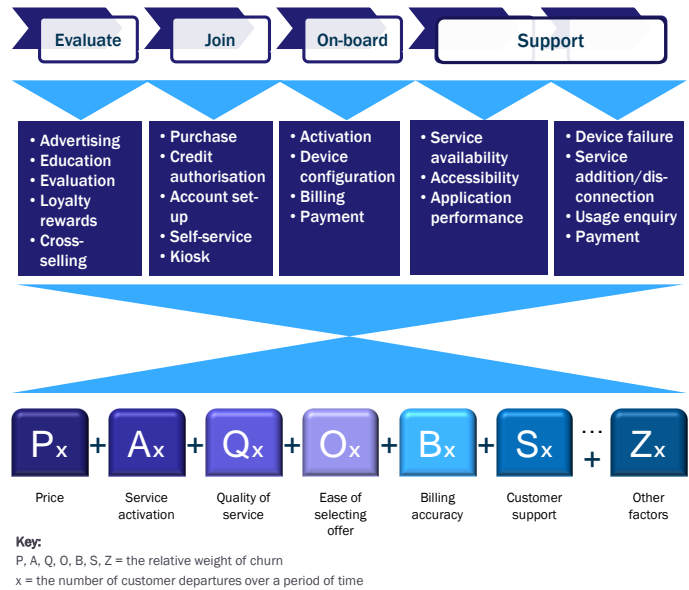 Evaluate
Join
On-board
Support
• Advertising
• Education
• Evaluation
• Loyalty
rewards
• Cross-
selling
• Purchase
• Credit
authorisation
• Account set-
up
• Self-service
• Kiosk
• Activation
• Device
configuration
• Billing
• Payment
• Service
availability
• Accessibility
• Application
performance
• Device failure
• Service
addition/dis-
connection
• Usage enquiry
• Payment
Px + Ax + Qx + Ox + Bx + Sx ... + Zx
Price
Service
activation
Quality of
service
Ease of
selecting
offer
Billing
accuracy
Customer
support
Other
factors
Key:
P, A, Q, O, B, S, Z = the relative weight of churn
x = the number of customer departures over a period of time